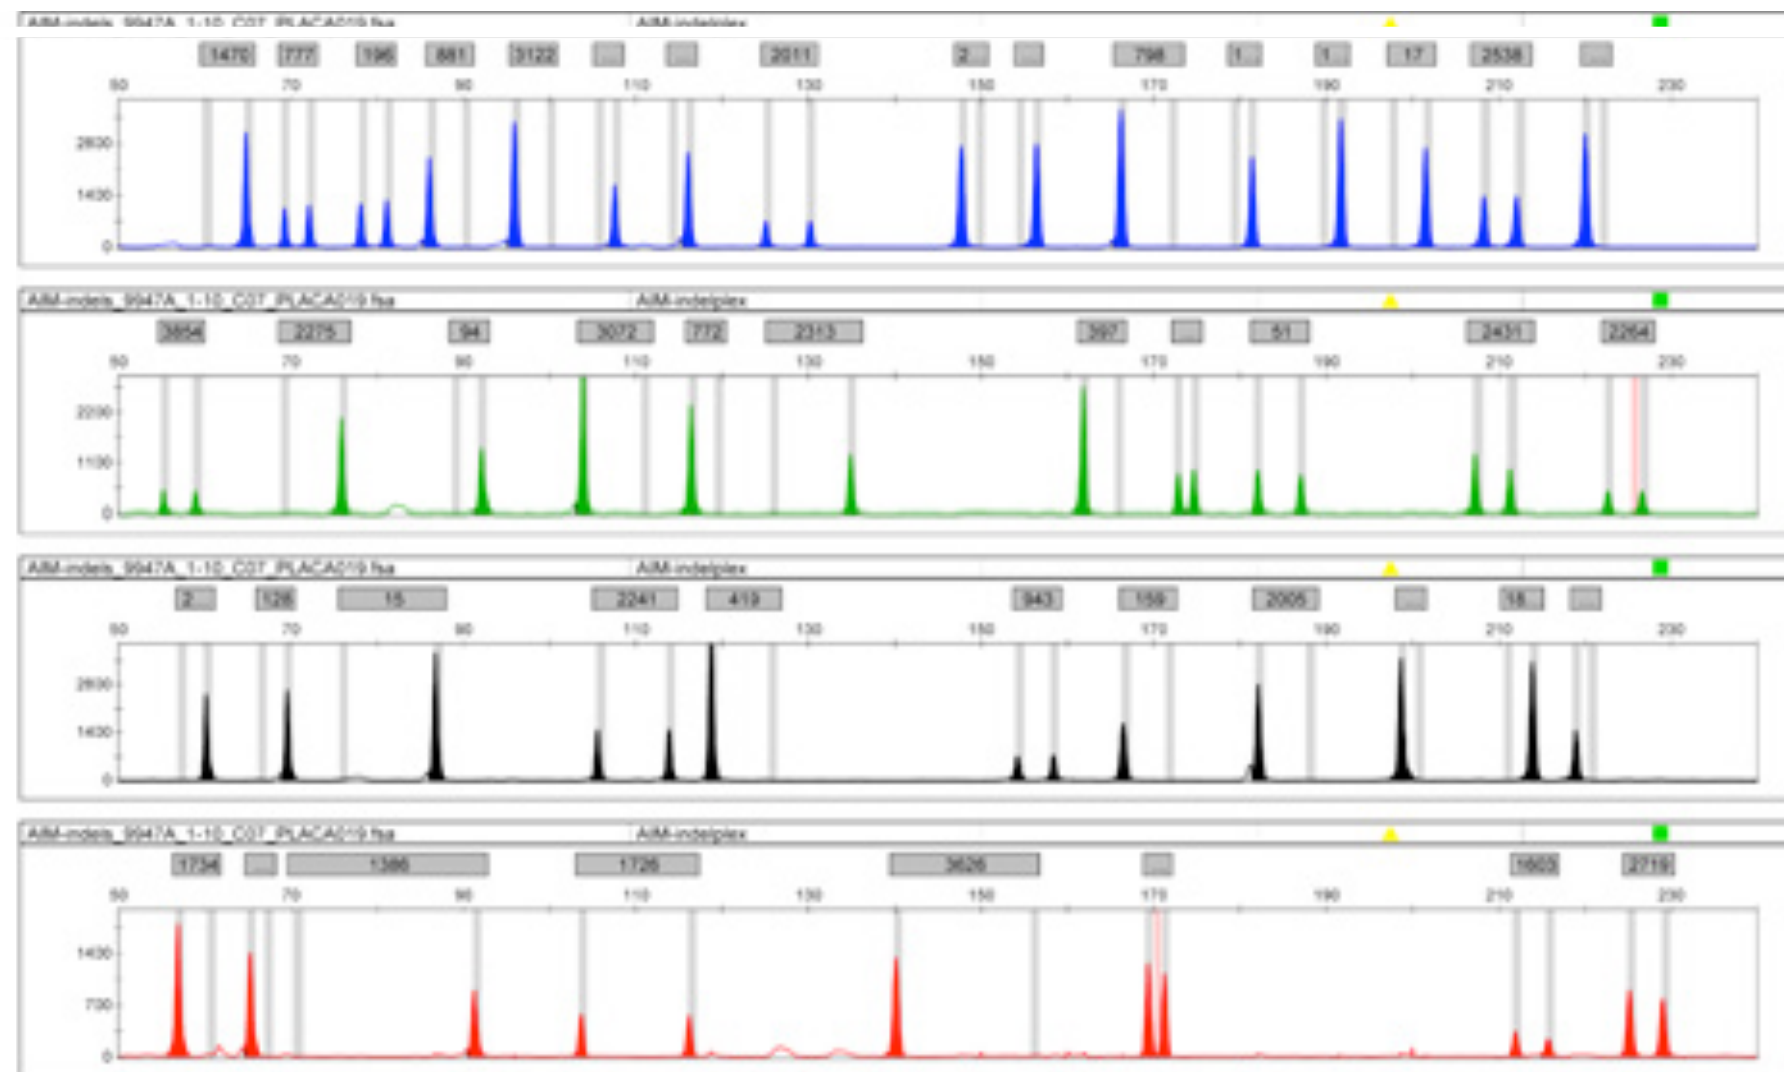 AIM-indels_9947A_1-10_C07_PLACA019.fsa AIM-indelplex
1470 777 196 881 3122 ... ... 2011 2... ... 798 1... 1... 17 2538 ...
50 70 90 110 130 150 170 190 210 230
2800
1400
0
AIM-indels_9947A_1-10_C07_PLACA019.fsa AIM-indelplex
3854 2275 94 3072 772 2313 397 ... 51 2431 2264
50 70 90 110 130 150 170 190 210 230
2200
1100
0
AIM-indels_9947A_1-10_C07_PLACA019.fsa AIM-indelplex
2... 128 15 2241 419 943 159 2005 ... 16... ...
50 70 90 110 130 150 170 190 210 230
2800
1400
0
AIM-indels_9947A_1-10_C07_PLACA019.fsa AIM-indelplex
1734 ... 1386 1726 3626 ... 1603 2719
50 70 90 110 130 150 170 190 210 230
1400
700
0